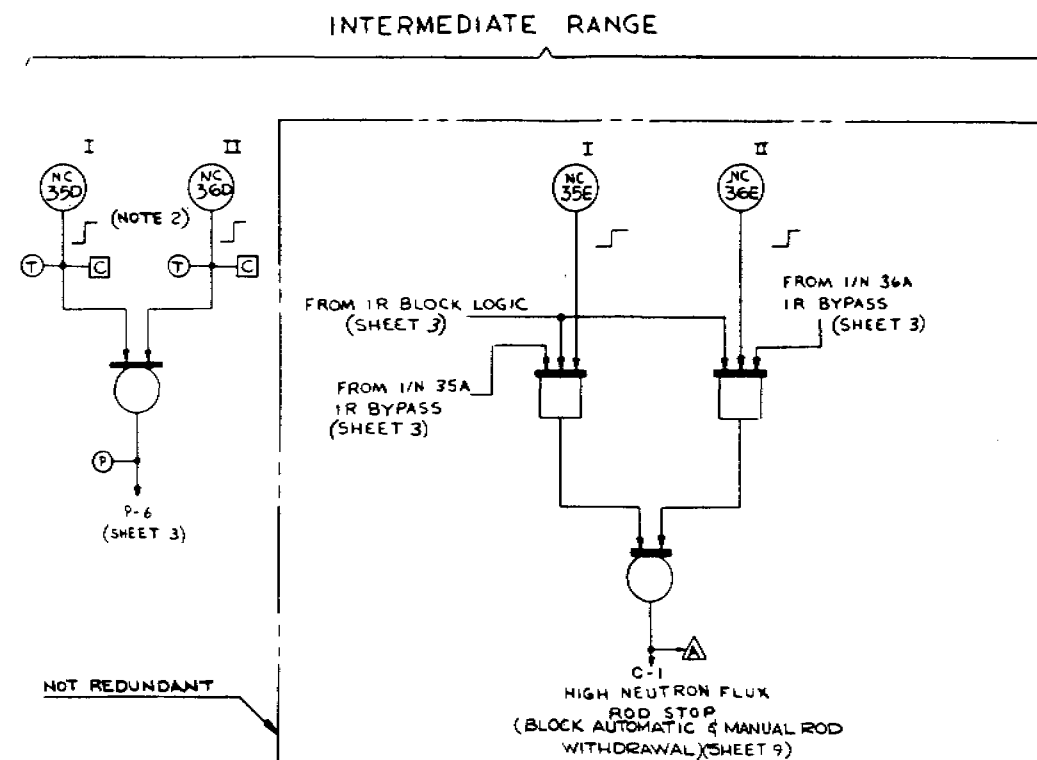 INTERMEDIATE RANGE
I
II
NC
35D
NC
36D
(NOTE 2)
T
C
T
C
P
P-6
(SHEET 3)
NOT REDUNDANT
I
II
NC
35E
NC
36E
FROM IR BLOCK LOGIC
(SHEET 3)
FROM I/N 36A
IR BYPASS
(SHEET 3)
FROM I/N 35A
IR BYPASS
(SHEET 3)
A
C-1
HIGH NEUTRON FLUX
ROD STOP
(BLOCK AUTOMATIC & MANUAL ROD
WITHDRAWAL)(SHEET 9)